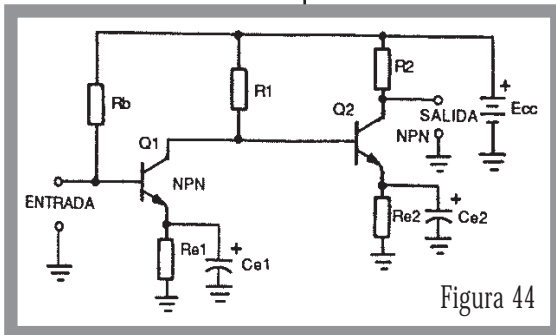 Rb
R1
R2
Q1
Q2
SALIDA
Ecc
+
NPN
NPN
ENTRADA
Re1
+
Ce1
Re2
+
Ce2
+
Figura 44